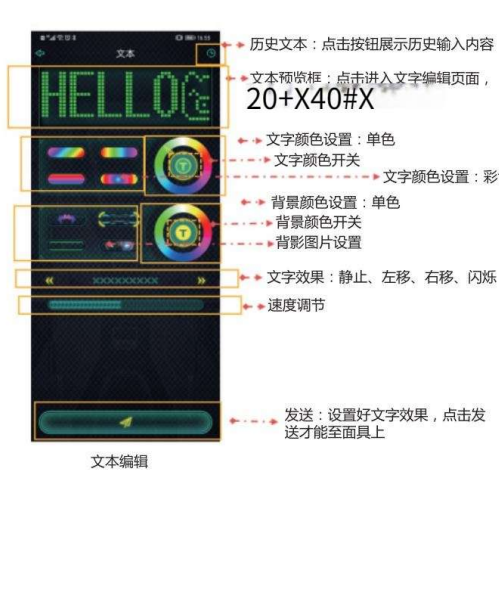 16:53
文本
历史文本：点击按钮展示历史输入内容
HELLO
文本预览框：点击进入文字编辑页面，
20+X40#X
文字颜色设置：单色
T
文字颜色开关
文字颜色设置：彩
背景颜色设置：单色
T
背景颜色开关
背影图片设置
文字效果：静止、左移、右移、闪烁
XXXXXXXXX
速度调节
发送：设置好文字效果，点击发
送才能至面具上
文本编辑